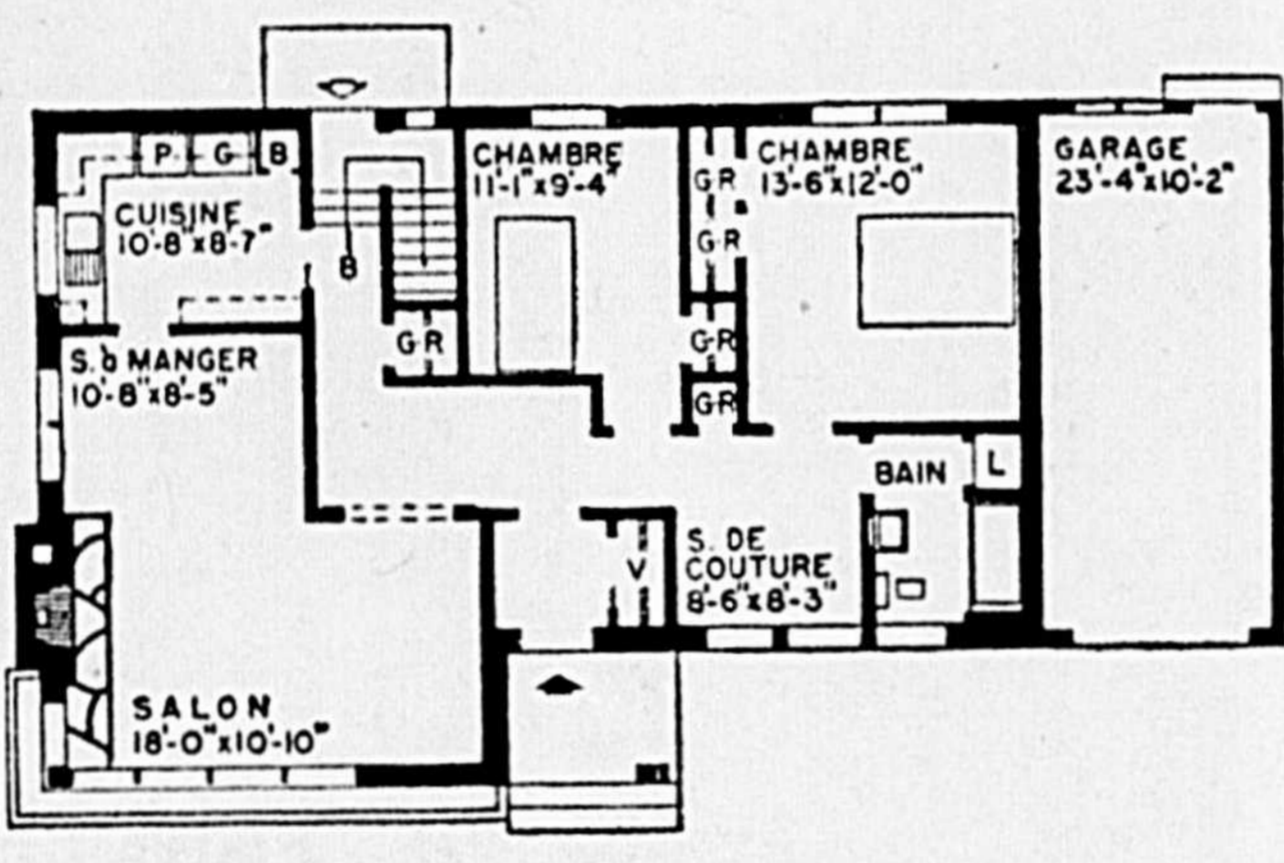 P G B
CUISINE
10'-8"x8'-7"
B
G R
CHAMBRE
11'-1"x9'-4"
G R
G R
G R
G R
CHAMBRE
13'-6"x12'-0"
GARAGE
23'-4"x10'-2"
S. à MANGER
10'-8"x8'-5"
BAIN
L
S. DE
COUTURE
8'-6"x8'-3"
V
SALON
18'-0"x10'-10"